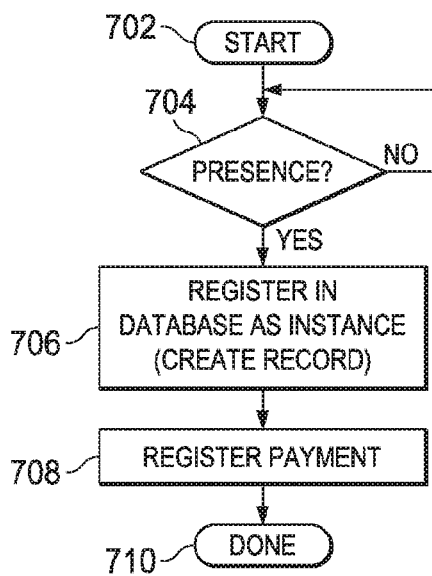 702
START
704
PRESENCE?
NO
YES
706
REGISTER IN
DATABASE AS INSTANCE
(CREATE RECORD)
708
REGISTER PAYMENT
710
DONE